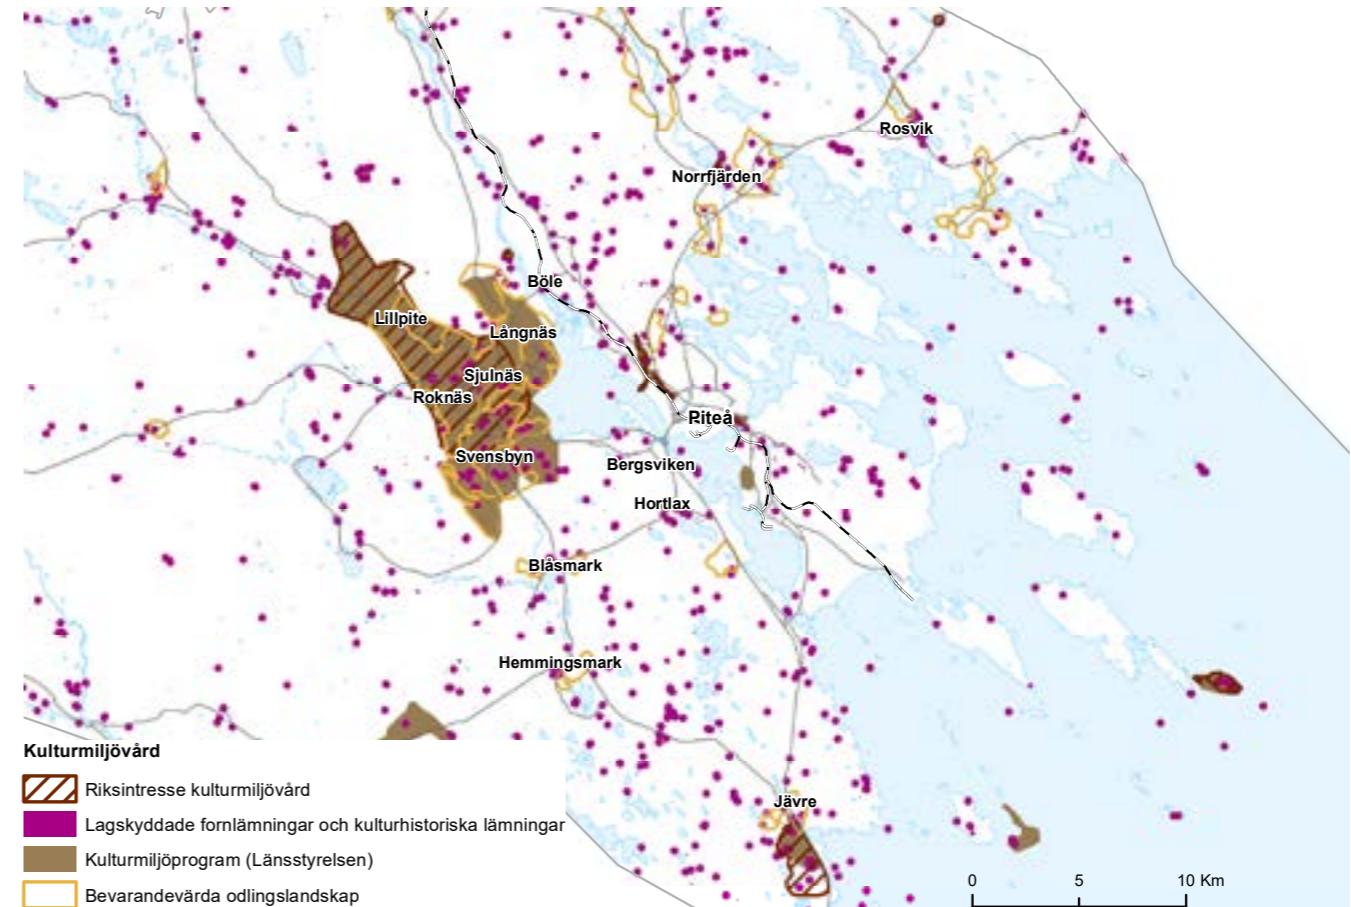 Rosvik
Norrfjärden
Böle
Lillpite
Långnäs
Sjulnäs
Roknäs
Piteå
Svensbyn
Bergsviken
Hortlax
Blåsmark
Hemmingsmark
Jävre
Kulturmiljövård
Riksintresse kulturmiljövård
Lagskyddade fornlämningar och kulturhistoriska lämningar
Kulturmiljöprogram (Länsstyrelsen)
Bevarandevärda odlingslandskap
0 5 10 Km